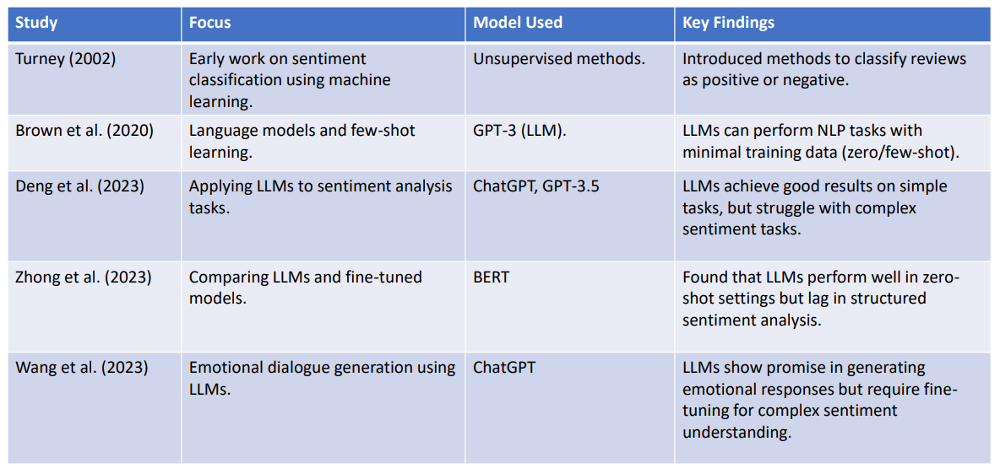 Study
Focus
Model Used
Key Findings
Turney (2002)
Early work on sentiment
classification using machine
learning.
Unsupervised methods.
Introduced methods to classify reviews
as positive or negative.
Brown et al. (2020)
Language models and few-shot
learning.
GPT-3 (LLM).
LLMs can perform NLP tasks with
minimal training data (zero/few-shot).
Deng et al. (2023)
Applying LLMs to sentiment analysis
tasks.
ChatGPT, GPT-3.5
LLMs achieve good results on simple
tasks, but struggle with complex
sentiment tasks.
Zhong et al. (2023)
Comparing LLMs and fine-tuned
models.
BERT
Found that LLMs perform well in zero-
shot settings but lag in structured
sentiment analysis.
Wang et al. (2023)
Emotional dialogue generation using
LLMs.
ChatGPT
LLMs show promise in generating
emotional responses but require fine-
tuning for complex sentiment
understanding.